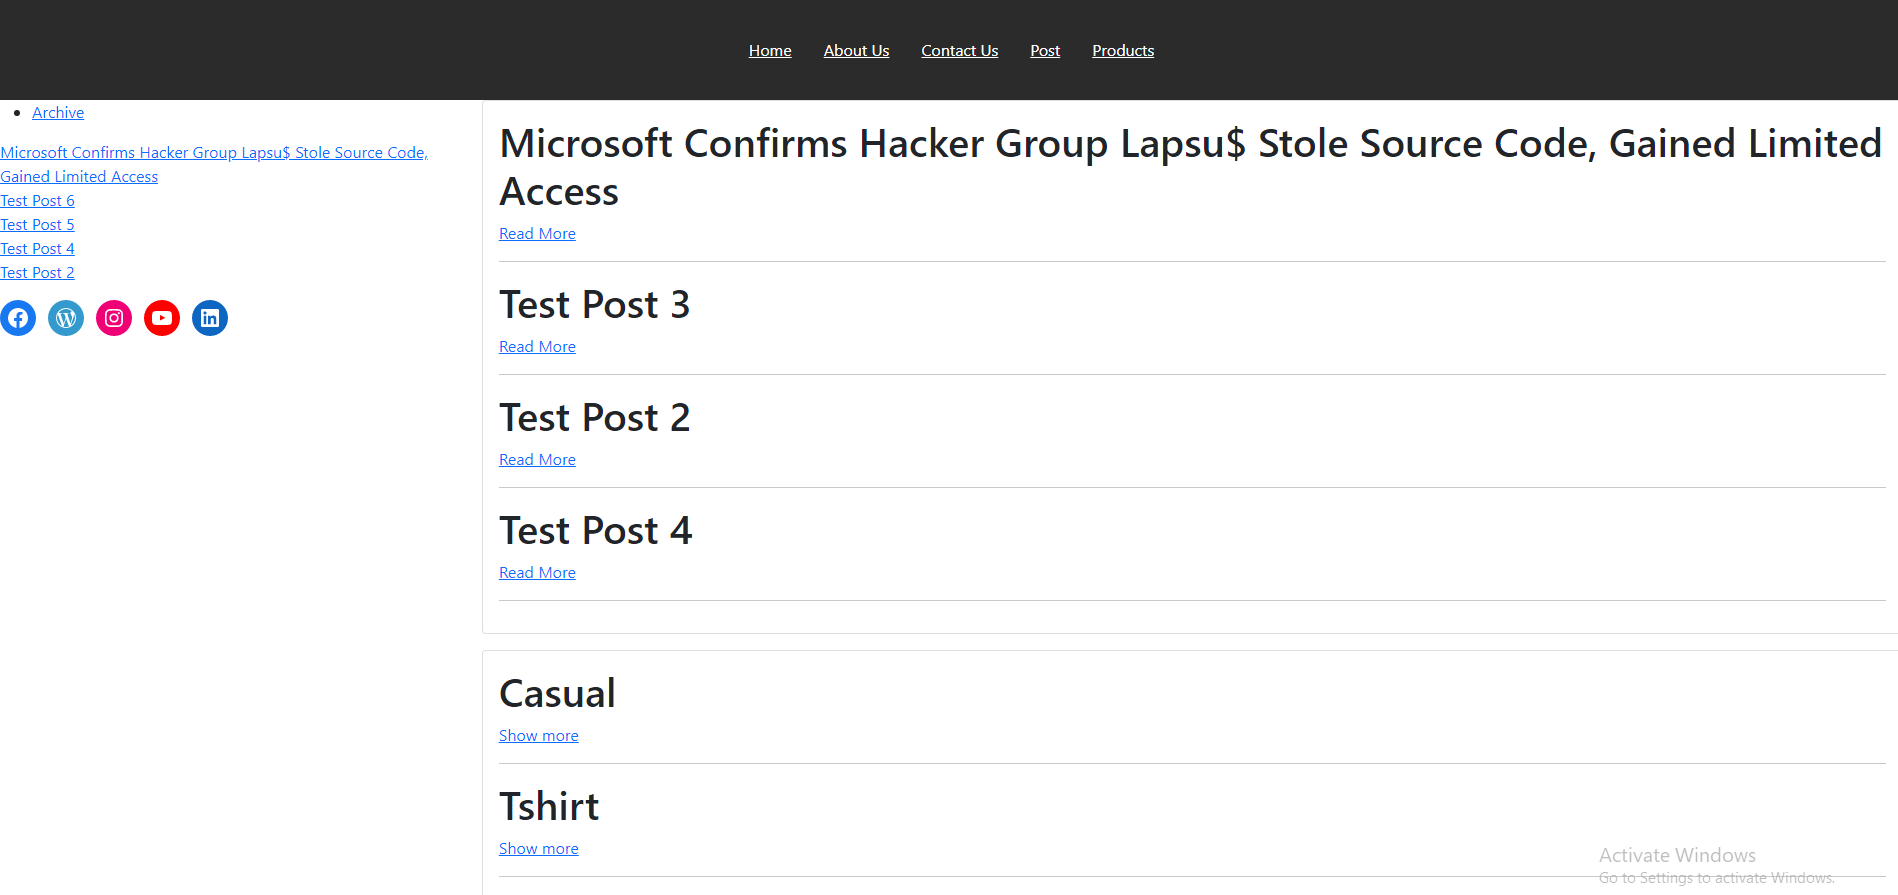 Home About Us Contact Us Post Products
Archive
Microsoft Confirms Hacker Group Lapsu$ Stole Source Code,
Gained Limited Access
Test Post 6
Test Post 5
Test Post 4
Test Post 2
Microsoft Confirms Hacker Group Lapsu$ Stole Source Code, Gained Limited
Access
Read More
Test Post 3
Read More
Test Post 2
Read More
Test Post 4
Read More
Casual
Show more
Tshirt
Show more
Activate Windows
Go to Settings to activate Windows.